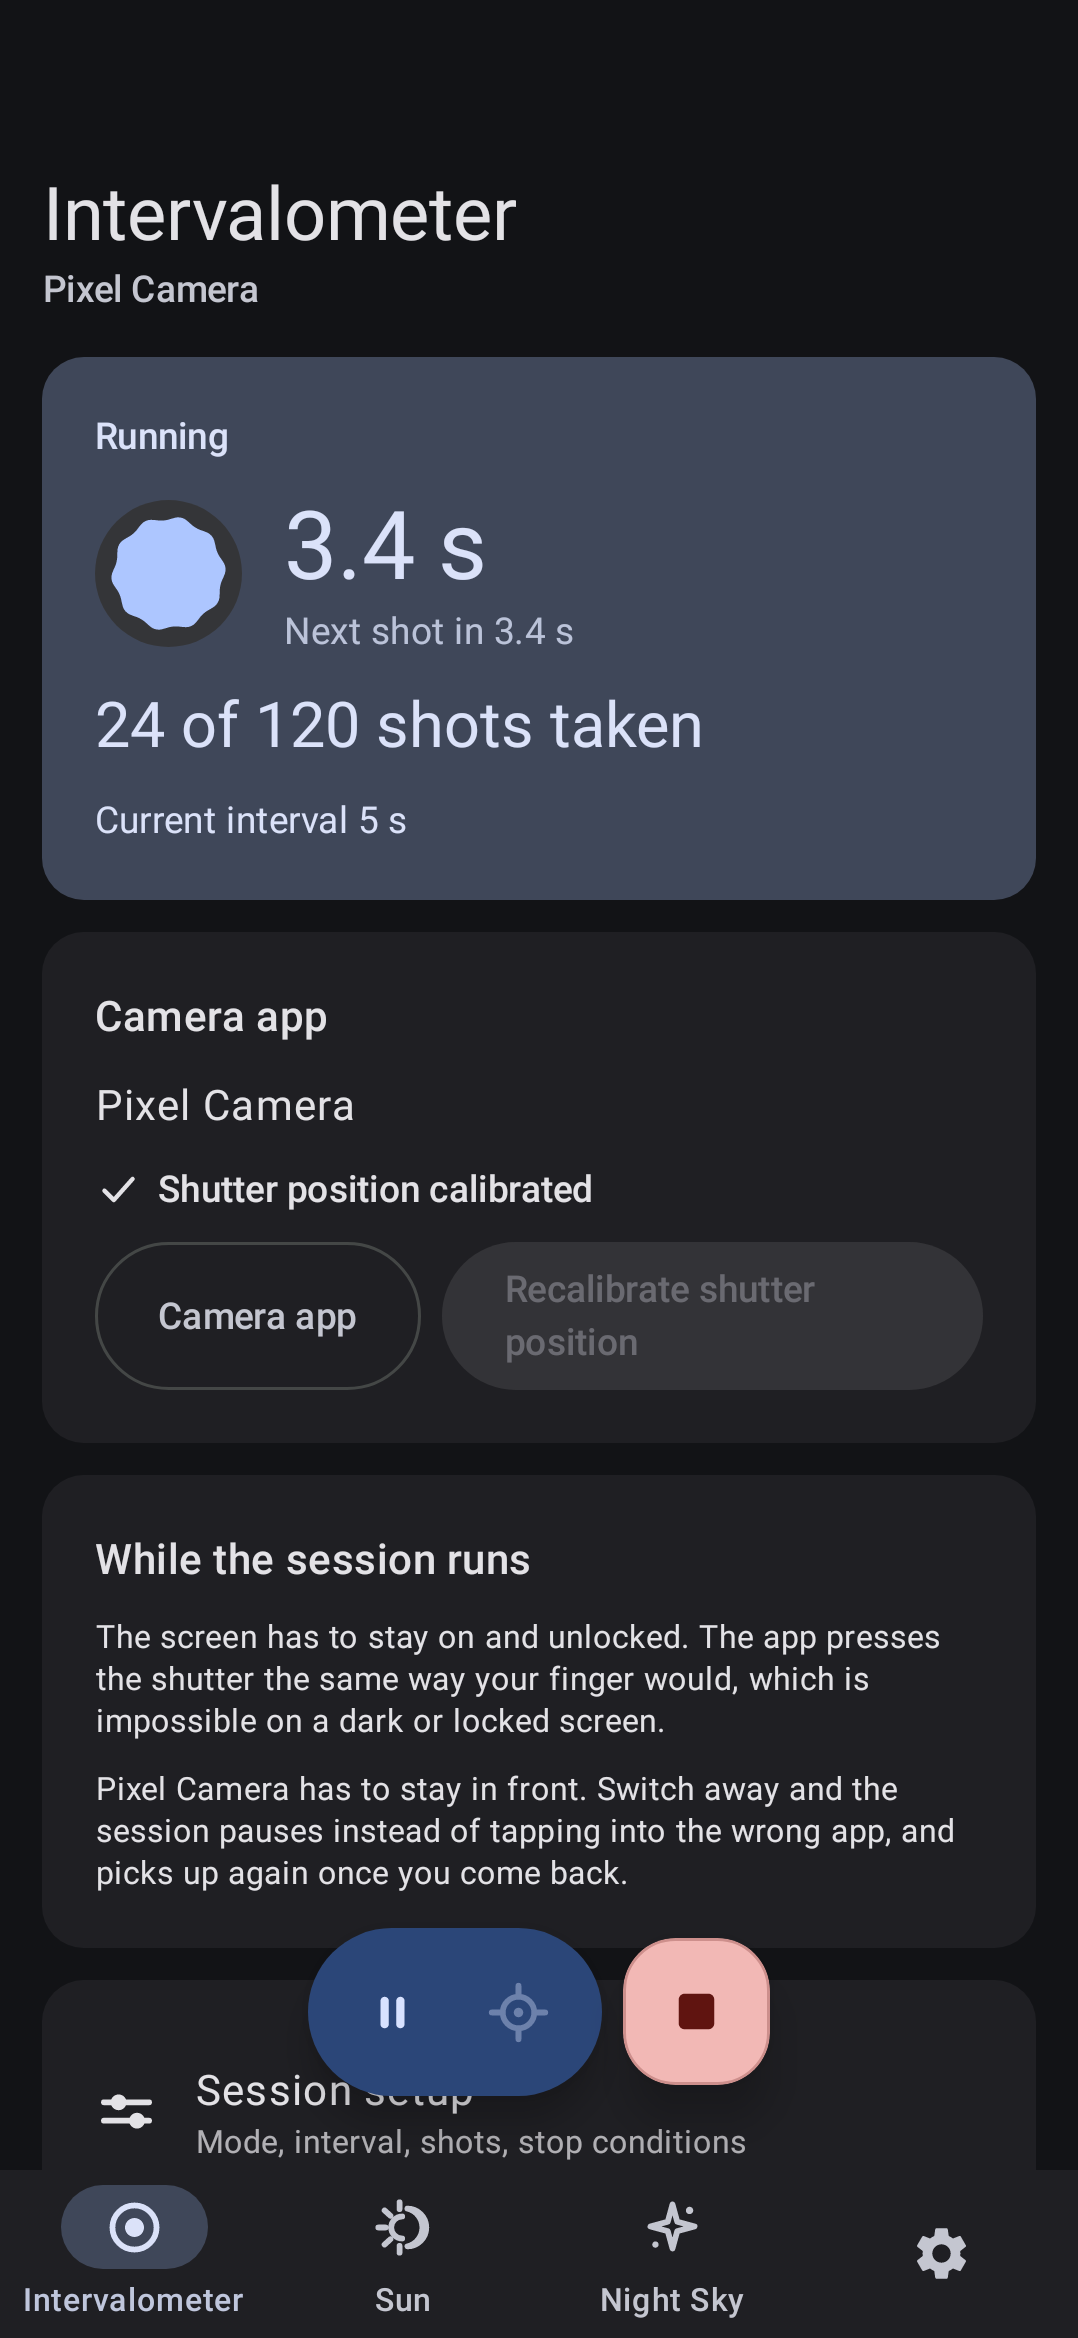 Intervalometer
Pixel Camera
Running
3.4 s
Next shot in 3.4 s
24 of 120 shots taken
Current interval 5 s
Camera app
Pixel Camera
Shutter position calibrated
Camera app
Recalibrate shutter
position
While the session runs
The screen has to stay on and unlocked. The app presses
the shutter the same way your finger would, which is
impossible on a dark or locked screen.
Pixel Camera has to stay in front. Switch away and the
session pauses instead of tapping into the wrong app, and
picks up again once you come back.
Session setup
Mode, interval, shots, stop conditions
Intervalometer
Sun
Night Sky